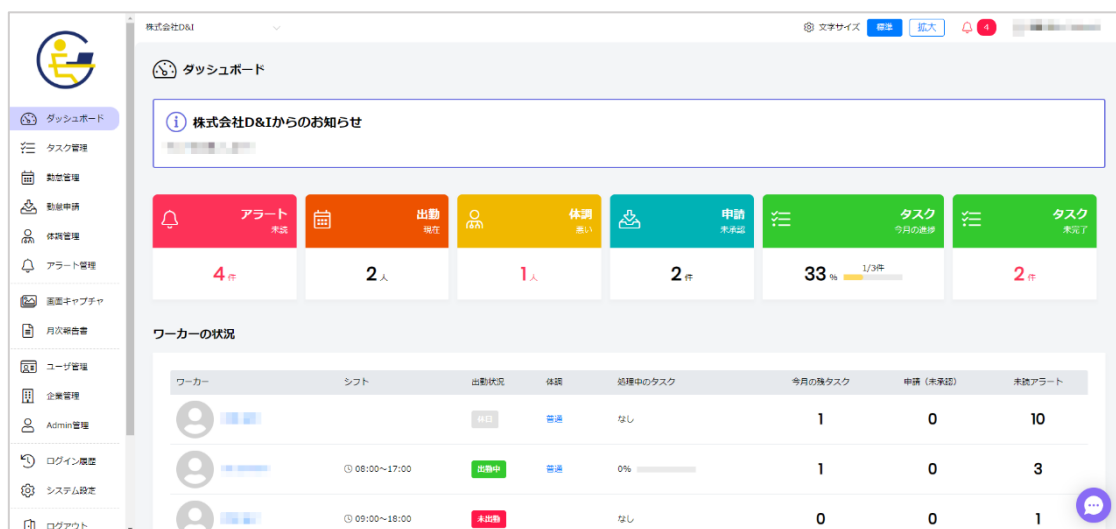 株式会社D&I
文字サイズ 標準 拡大 4
ダッシュボード
タスク管理
勤怠管理
勤怠申請
体調管理
アラート管理
画面キャプチャ
月次報告書
ユーザ管理
企業管理
Admin管理
ログイン履歴
システム設定
ログアウト
ダッシュボード
株式会社D&Iからのお知らせ
アラート
未読
4 件
出勤
現在
2 人
体調
悪い
1 人
申請
未承認
2 件
タスク
今月の進捗
33 % 1/3件
タスク
未完了
2 件
ワーカーの状況
ワーカー シフト 出勤状況 体調 処理中のタスク 今月の残タスク 申請（未承認） 未読アラート
休日 普通 なし 1 0 10
08:00～17:00 出勤中 普通 0% 1 0 3
09:00～18:00 未出勤 なし 0 0 1